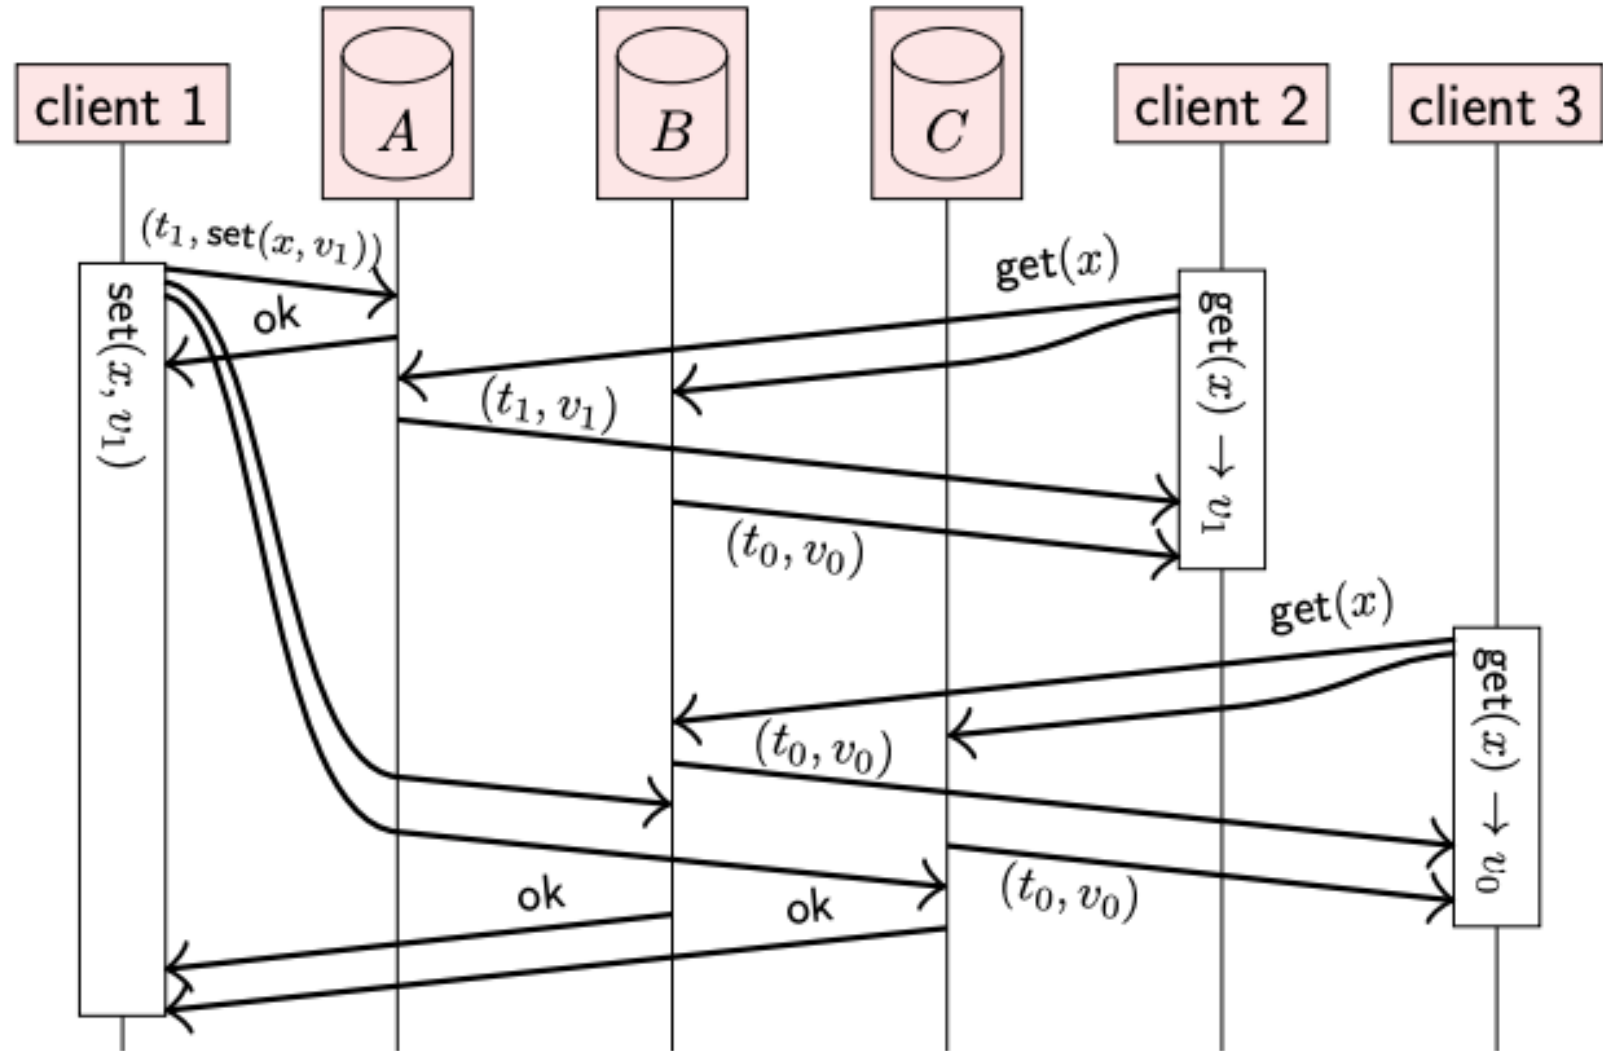 client 1
A
B
C
client 2
client 3
(t₁, set(x, v₁))
get(x)
ok
set(x, v₁)
get(x) → v₁
(t₁, v₁)
(t₀, v₀)
get(x)
get(x) → v₀
(t₀, v₀)
(t₀, v₀)
ok
ok